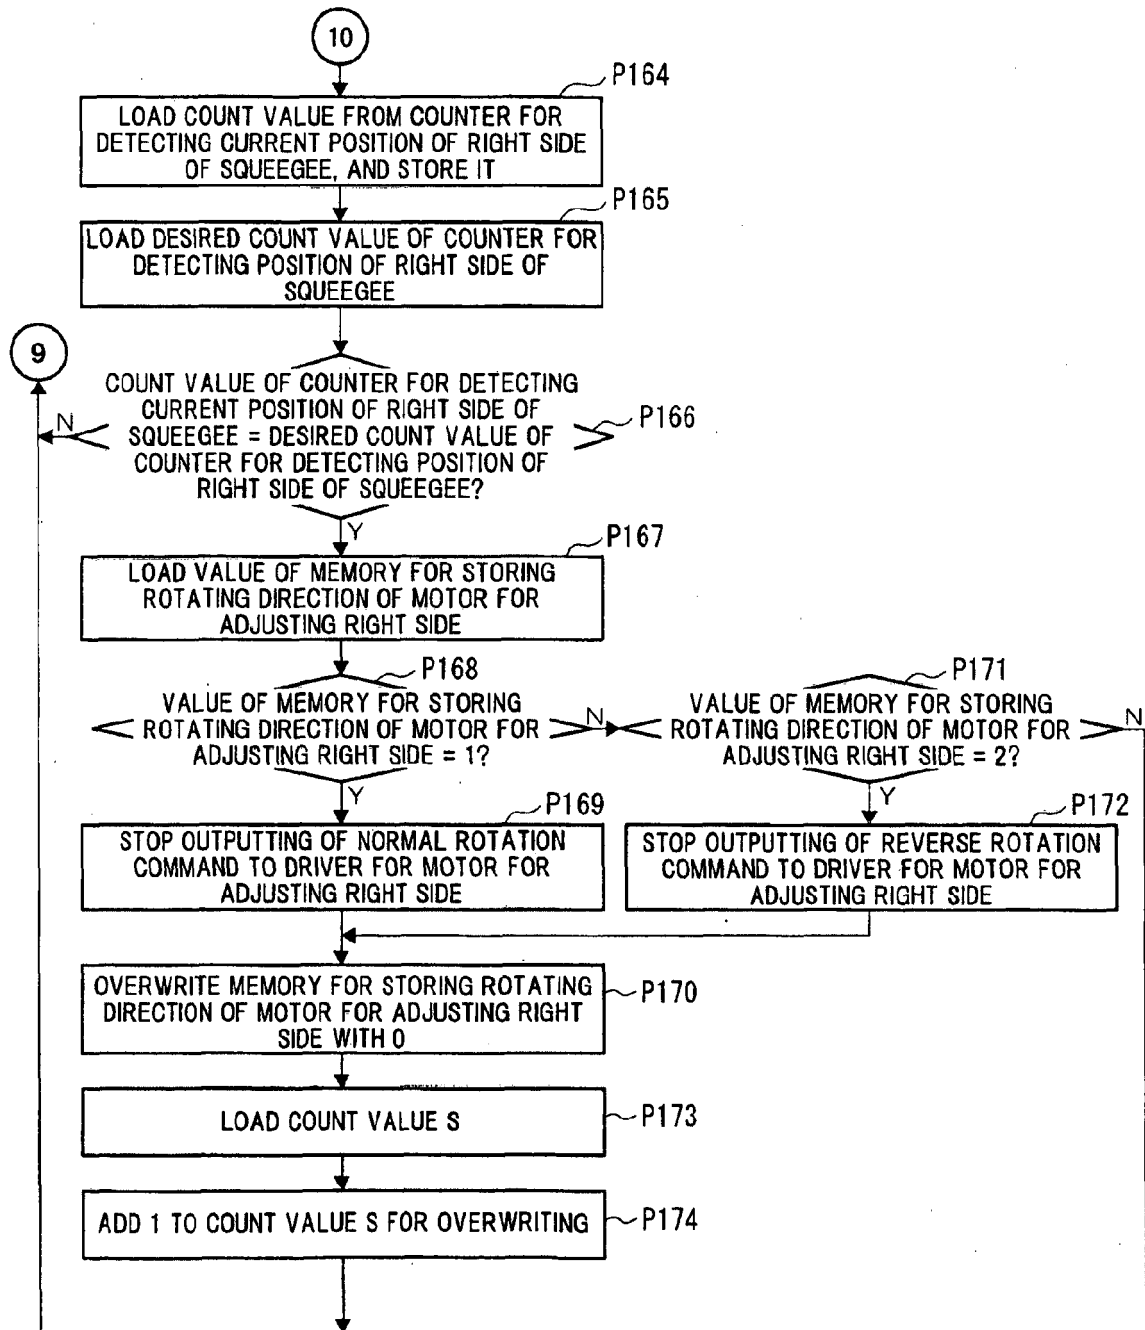 10
P164
LOAD COUNT VALUE FROM COUNTER FOR
DETECTING CURRENT POSITION OF RIGHT SIDE
OF SQUEEGEE, AND STORE IT
P165
LOAD DESIRED COUNT VALUE OF COUNTER FOR
DETECTING POSITION OF RIGHT SIDE OF
SQUEEGEE
9
COUNT VALUE OF COUNTER FOR DETECTING
CURRENT POSITION OF RIGHT SIDE OF
SQUEEGEE = DESIRED COUNT VALUE OF
COUNTER FOR DETECTING POSITION OF
RIGHT SIDE OF SQUEEGEE?
N
P166
Y
P167
LOAD VALUE OF MEMORY FOR STORING
ROTATING DIRECTION OF MOTOR FOR
ADJUSTING RIGHT SIDE
P168
VALUE OF MEMORY FOR STORING
ROTATING DIRECTION OF MOTOR FOR
ADJUSTING RIGHT SIDE = 1?
N
P171
VALUE OF MEMORY FOR STORING
ROTATING DIRECTION OF MOTOR FOR
ADJUSTING RIGHT SIDE = 2?
N
Y
P169
STOP OUTPUTTING OF NORMAL ROTATION
COMMAND TO DRIVER FOR MOTOR FOR
ADJUSTING RIGHT SIDE
Y
P172
STOP OUTPUTTING OF REVERSE ROTATION
COMMAND TO DRIVER FOR MOTOR FOR
ADJUSTING RIGHT SIDE
OVERWRITE MEMORY FOR STORING ROTATING
DIRECTION OF MOTOR FOR ADJUSTING RIGHT
SIDE WITH 0
P170
LOAD COUNT VALUE S
P173
ADD 1 TO COUNT VALUE S FOR OVERWRITING
P174